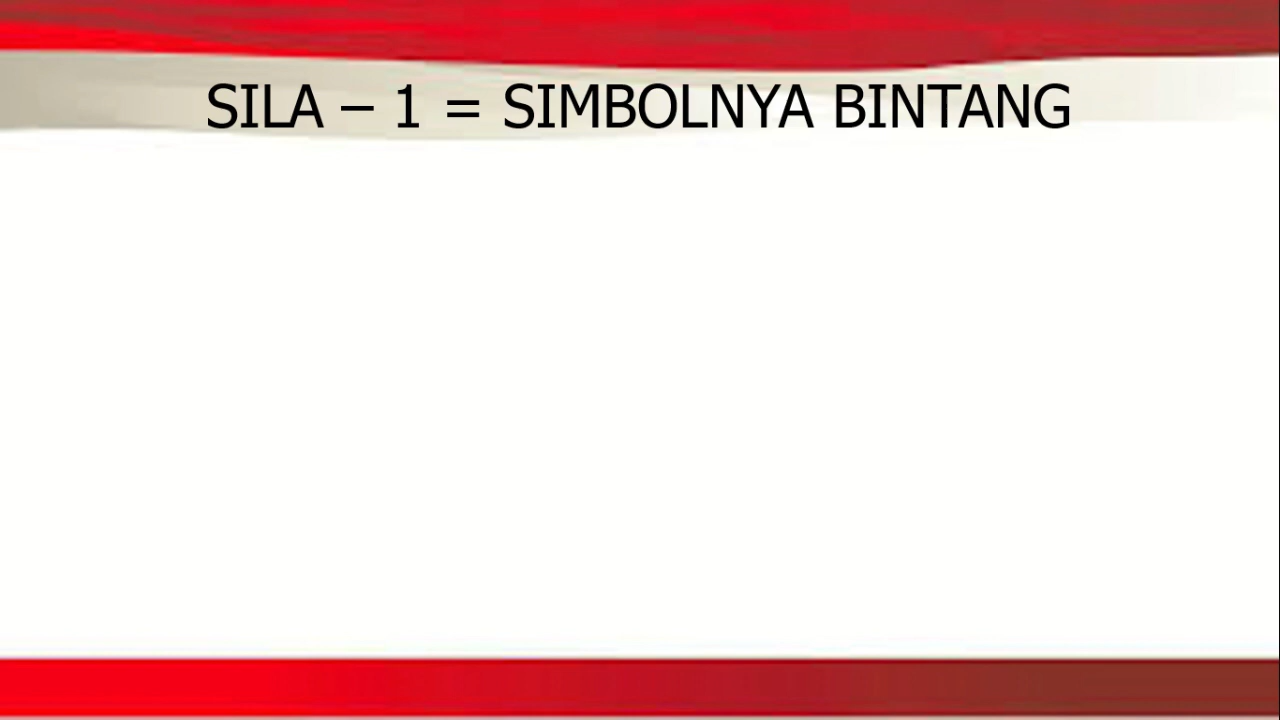 SILA – 1 = SIMBOLNYA BINTANG